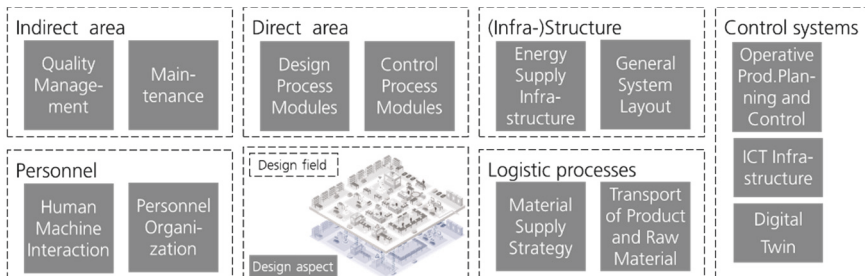 Indirect area
Quality
Manage-
ment
Main-
tenance
Direct area
Design
Process
Modules
Control
Process
Modules
(Infra-)Structure
Energy
Supply
Infra-
structure
General
System
Layout
Control systems
Operative
Prod.Plan-
ning and
Control
ICT Infra-
structure
Digital
Twin
Personnel
Human
Machine
Interaction
Personnel
Organi-
zation
Design field
Design aspect
Logistic processes
Material
Supply
Strategy
Transport
of Product
and Raw
Material